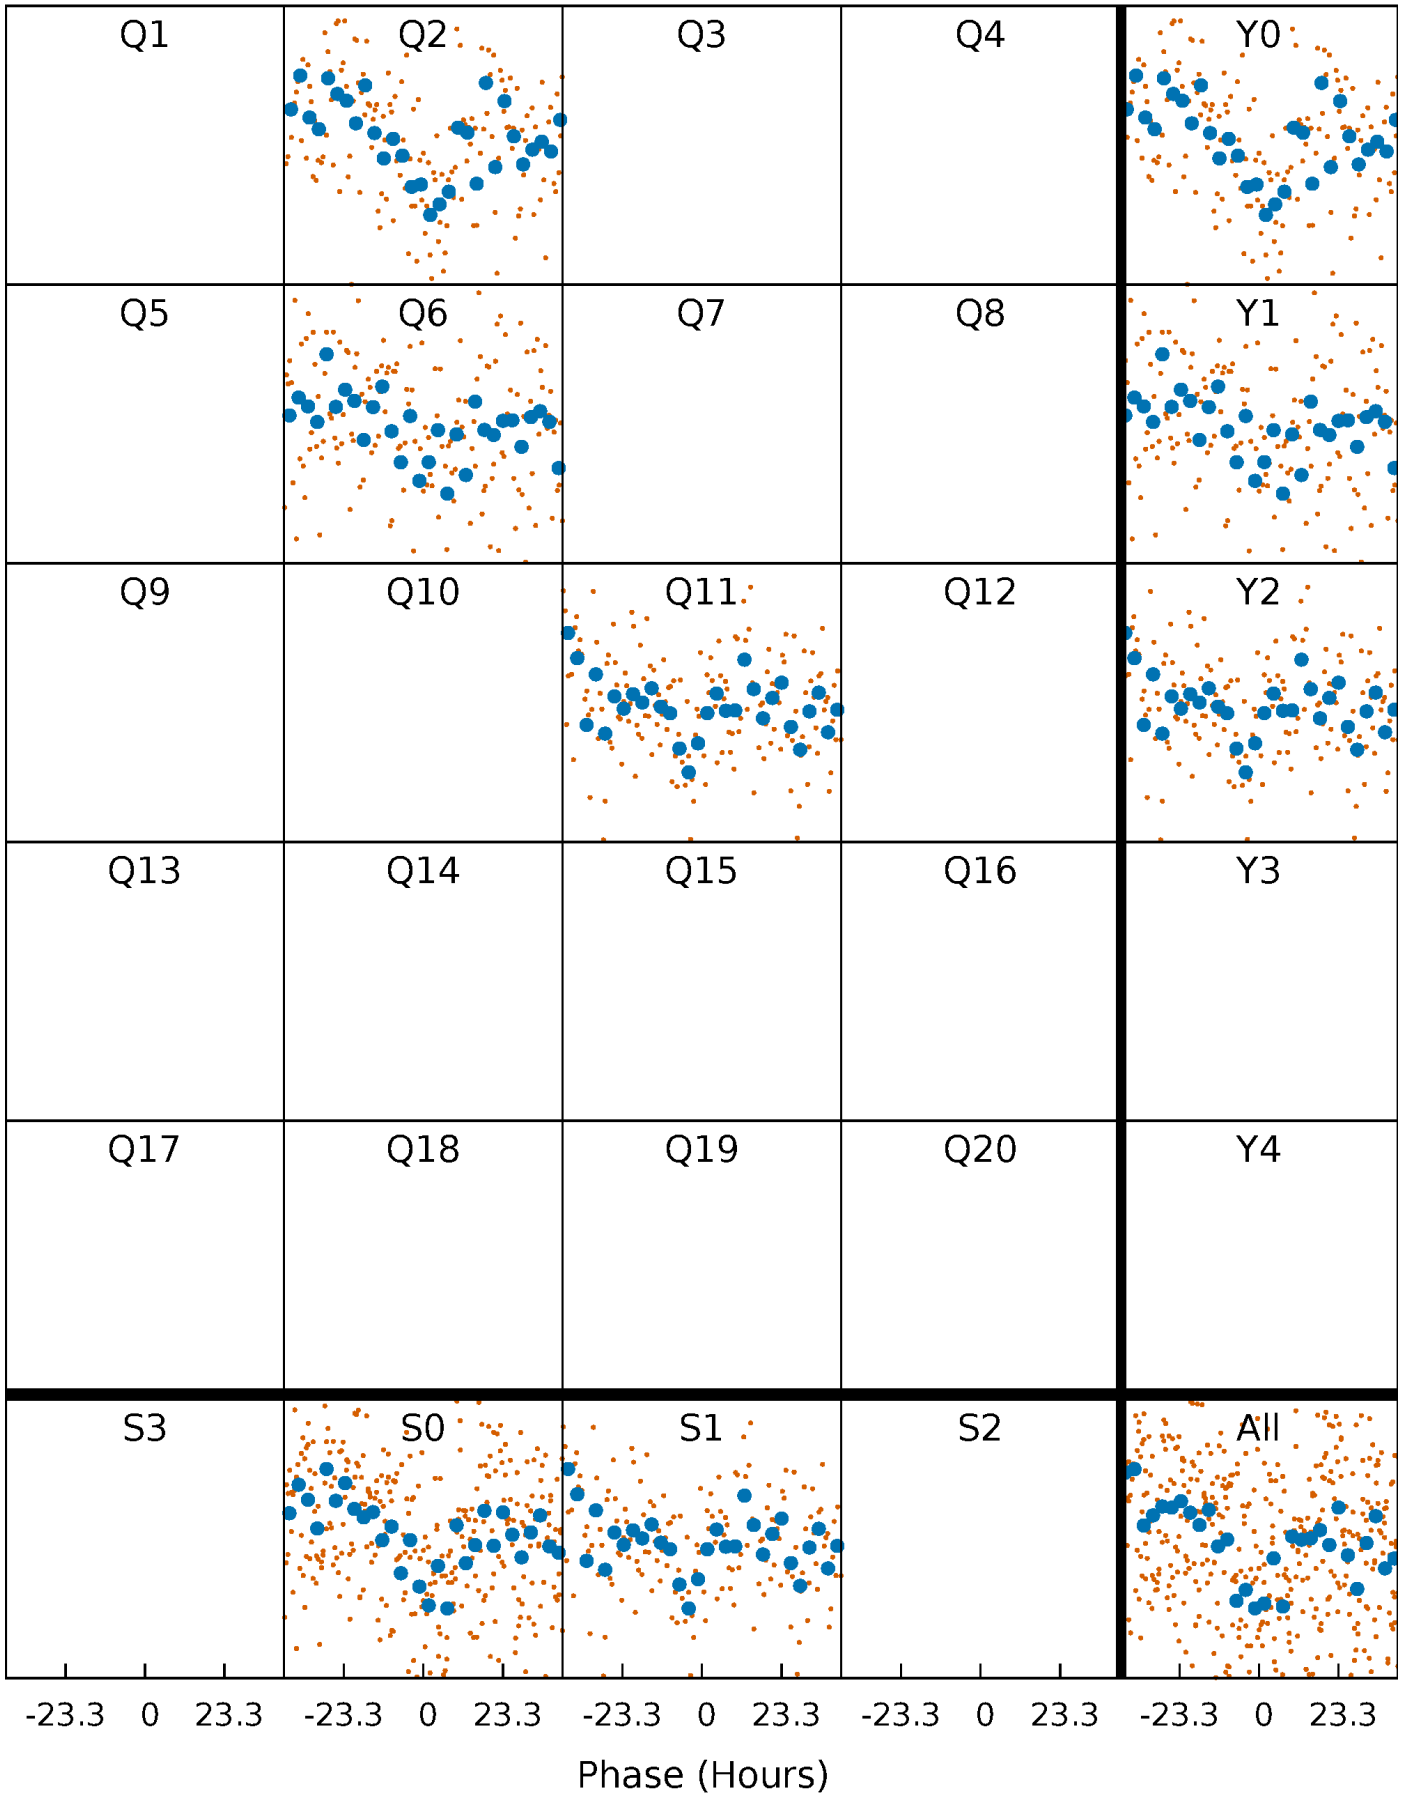 Q1 Q2 Q3 Q4 Y0
Q5 Q6 Q7 Q8 Y1
Q9 Q10 Q11 Q12 Y2
Q13 Q14 Q15 Q16 Y3
Q17 Q18 Q19 Q20 Y4
S3 S0 S1 S2 All
-23.3 0 23.3 -23.3 0 23.3 -23.3 0 23.3 -23.3 0 23.3 -23.3 0 23.3
Phase (Hours)